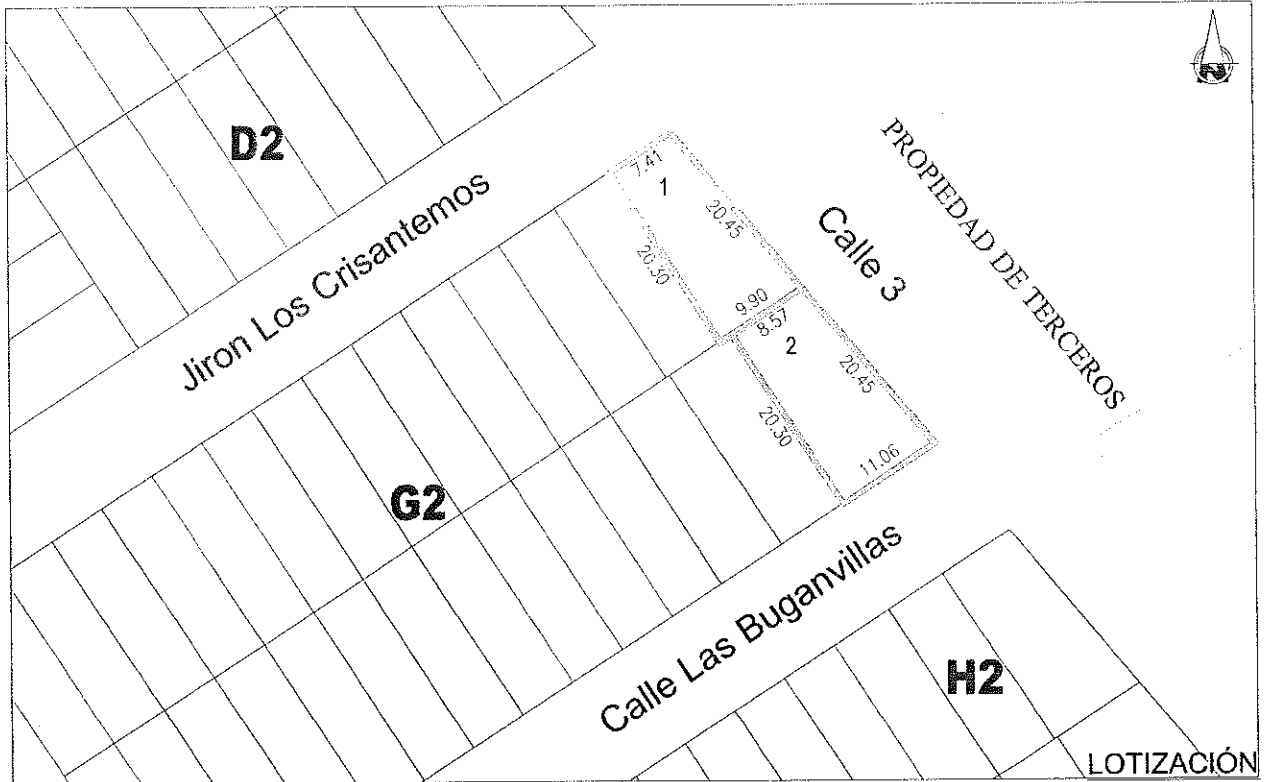 D2
Jiron Los Crisantemos
7.41
1
20.45
20.30
9.90
Calle 3
PROPIEDAD DE TERCEROS
8.57
2
20.45
20.30
11.06
G2
Calle Las Buganvillas
H2
LOTIZACIÓN